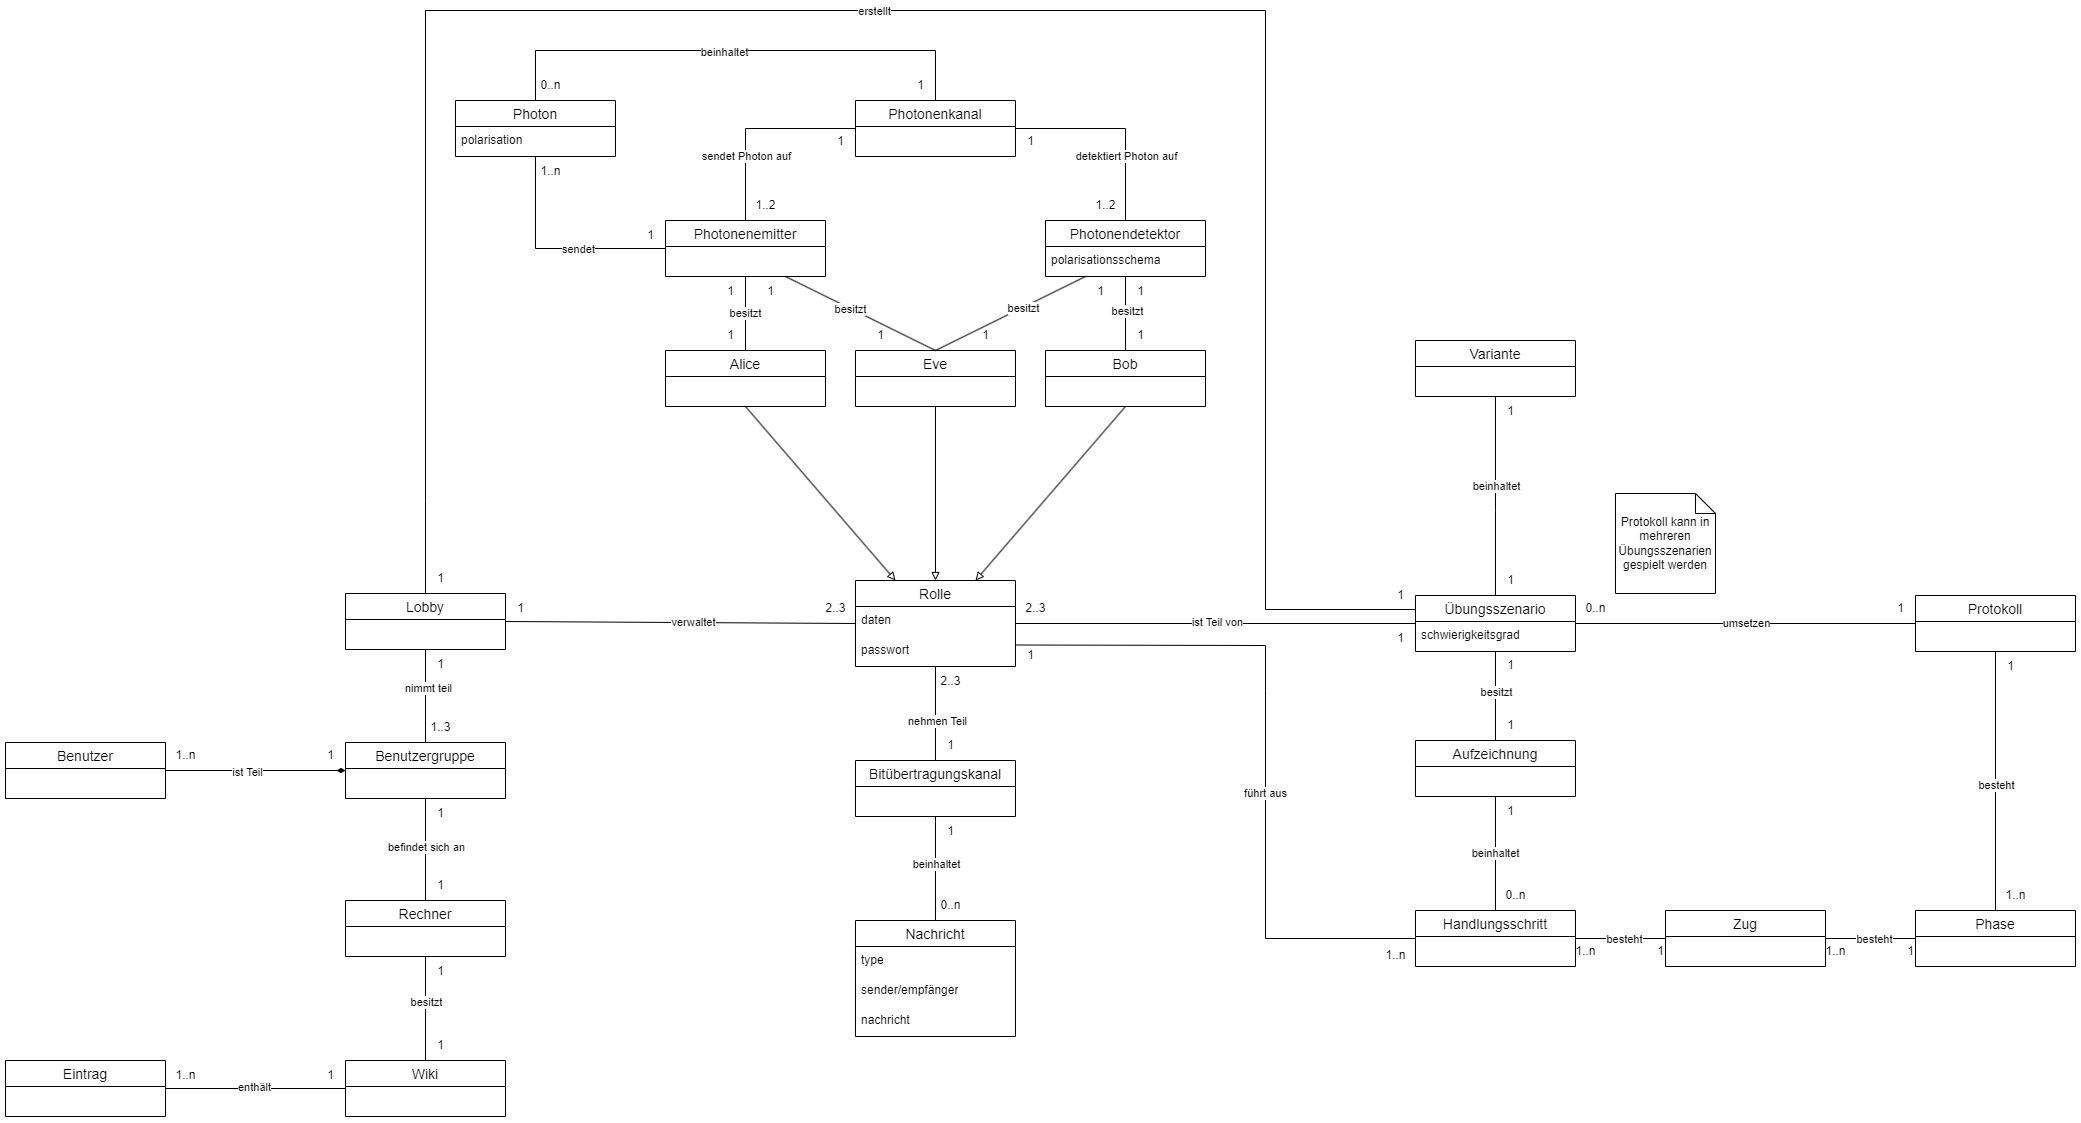 erstellt
beinhaltet
0..n
1
Photon
polarisation
Photonenkanal
1
1
sendet Photon auf
detektiert Photon auf
1..n
1..2
1..2
Photonenemitter
Photonendetektor
polarisationsschema
1
sendet
1
1
1
1
besitzt
besitzt
besitzt
besitzt
1
1
1
1
Alice
Eve
Bob
Variante
1
beinhaltet
Protokoll kann in
mehreren
Übungsszenarien
gespielt werden
1
1
Lobby
1
verwaltet
2..3
Rolle
daten
passwort
2..3
ist Teil von
1
1
1
Übungsszenario
schwierigkeitsgrad
0..n
umsetzen
1
Protokoll
1
nimmt teil
1..3
2..3
nehmen Teil
1
1
besitzt
1
1
Benutzer
1..n
ist Teil
1
Benutzergruppe
Bitübertragungskanal
Aufzeichnung
führt aus
besteht
1
befindet sich an
1
1
beinhaltet
0..n
1
beinhaltet
0..n
1..n
Rechner
Nachricht
type
sender/empfänger
nachricht
1..n
Handlungsschritt
1..n
besteht
1
Zug
1..n
besteht
1
Phase
1
besitzt
1
Eintrag
1..n
enthält
1
Wiki